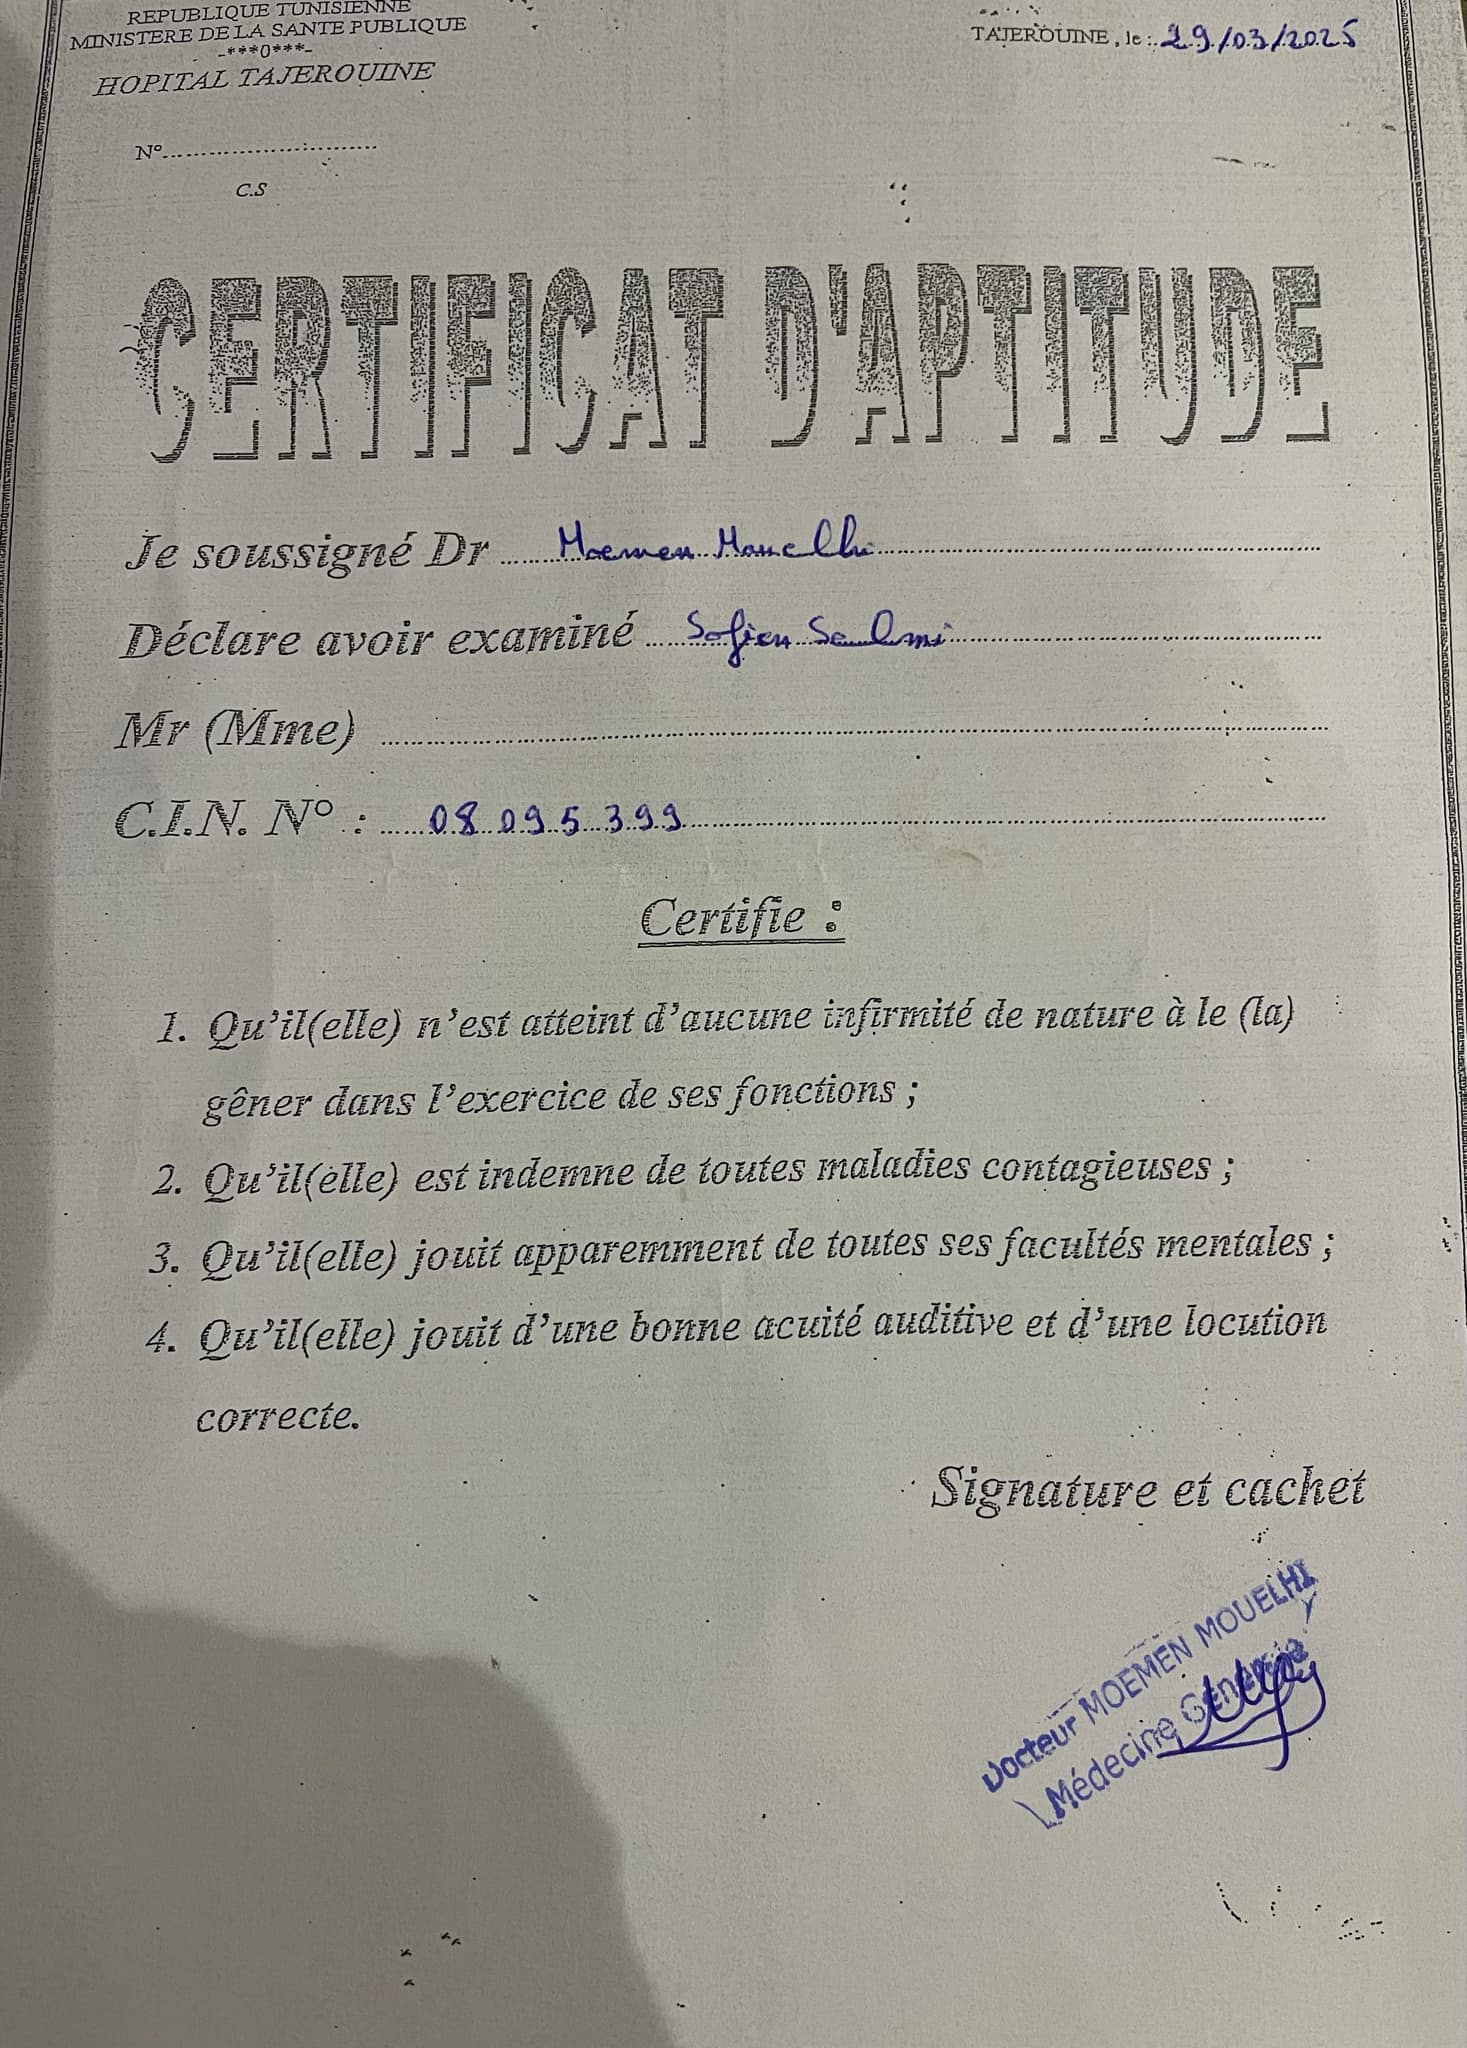 REPUBLIQUE TUNISIENNE
MINISTERE DE LA SANTE PUBLIQUE
-***0***-
HOPITAL TAJEROUINE
TAJEROUINE , le : 29/03/2025
N°
C.S
CERTIFICAT D'APTITUDE
Je soussigné Dr Moemen Mouelhi
Déclare avoir examiné Sofien Selmi
Mr (Mme)
C.I.N. N° : 08095399
Certifie :
1. Qu'il(elle) n'est atteint d'aucune infirmité de nature à le (la)
gêner dans l'exercice de ses fonctions ;
2. Qu'il(elle) est indemne de toutes maladies contagieuses ;
3. Qu'il(elle) jouit apparemment de toutes ses facultés mentales ;
4. Qu'il(elle) jouit d'une bonne acuité auditive et d'une locution
correcte.
Signature et cachet
Docteur MOEMEN MOUELHI
Médecine Générale